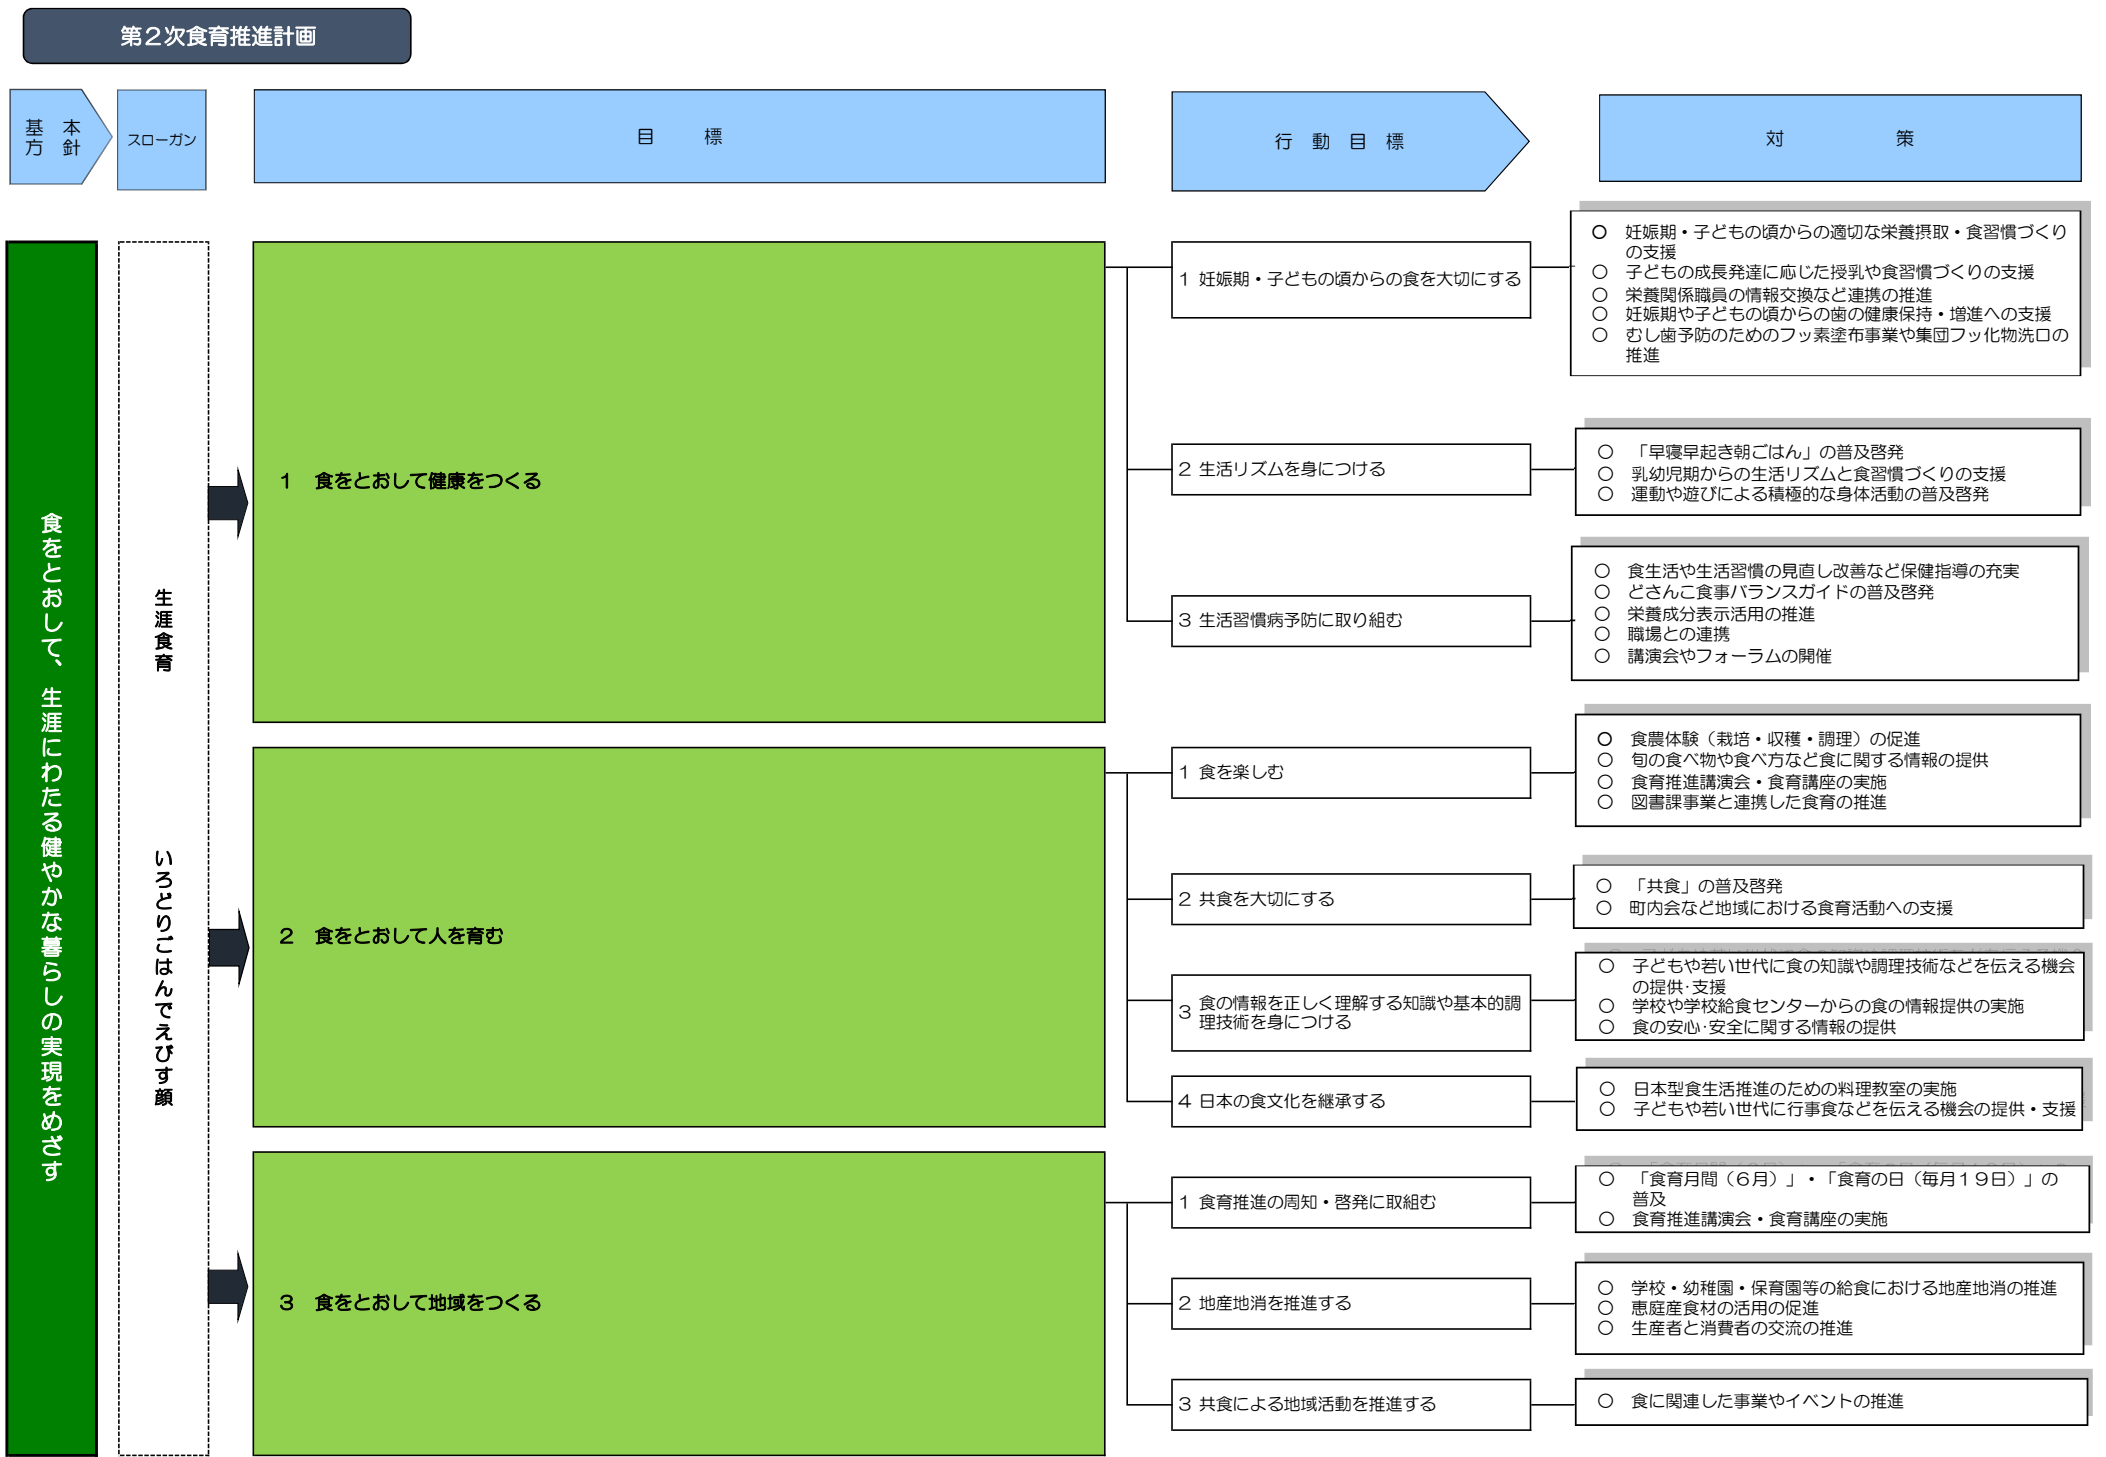 第２次食育推進計画
基本
方針
スローガン
目標
行動目標
対策
食をとおして、生涯にわたる健やかな暮らしの実現をめざす
生涯食育　いろどりごはんでえびす顔
１　食をとおして健康をつくる
1 妊娠期・子どもの頃からの食を大切にする
○ 妊娠期・子どもの頃からの適切な栄養摂取・食習慣づくり
の支援
○ 子どもの成長発達に応じた授乳や食習慣づくりの支援
○ 栄養関係職員の情報交換など連携の推進
○ 妊娠期や子どもの頃からの歯の健康保持・増進への支援
○ むし歯予防のためのフッ素塗布事業や集団フッ化物洗口の
推進
2 生活リズムを身につける
○ 「早寝早起き朝ごはん」の普及啓発
○ 乳幼児期からの生活リズムと食習慣づくりの支援
○ 運動や遊びによる積極的な身体活動の普及啓発
3 生活習慣病予防に取り組む
○ 食生活や生活習慣の見直し改善など保健指導の充実
○ どさんこ食事バランスガイドの普及啓発
○ 栄養成分表示活用の推進
○ 職場との連携
○ 講演会やフォーラムの開催
２　食をとおして人を育む
1 食を楽しむ
○ 食農体験（栽培・収穫・調理）の促進
○ 旬の食べ物や食べ方など食に関する情報の提供
○ 食育推進講演会・食育講座の実施
○ 図書課事業と連携した食育の推進
2 共食を大切にする
○ 「共食」の普及啓発
○ 町内会など地域における食育活動への支援
3 食の情報を正しく理解する知識や基本的調
理技術を身につける
○ 子どもや若い世代に食の知識や調理技術などを伝える機会
の提供･支援
○ 学校や学校給食センターからの食の情報提供の実施
○ 食の安心･安全に関する情報の提供
4 日本の食文化を継承する
○ 日本型食生活推進のための料理教室の実施
○ 子どもや若い世代に行事食などを伝える機会の提供・支援
３　食をとおして地域をつくる
1 食育推進の周知・啓発に取組む
○ 「食育月間（６月）」・「食育の日（毎月１９日）」の
普及
○ 食育推進講演会・食育講座の実施
2 地産地消を推進する
○ 学校・幼稚園・保育園等の給食における地産地消の推進
○ 恵庭産食材の活用の促進
○ 生産者と消費者の交流の推進
3 共食による地域活動を推進する
○ 食に関連した事業やイベントの推進